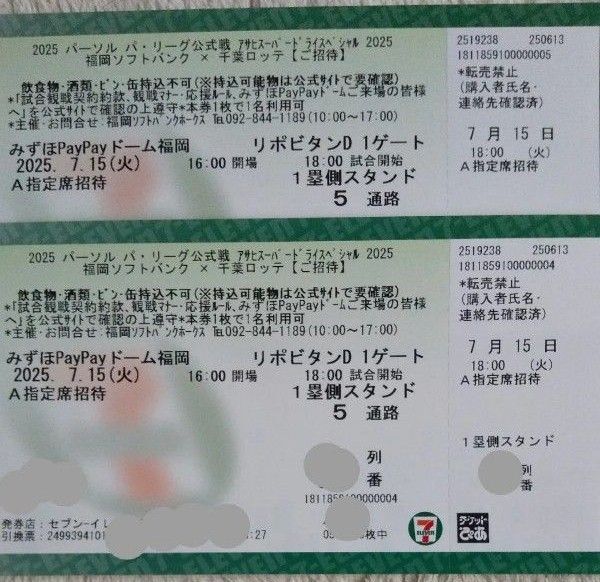 2025 パーソル パ・リーグ公式戦 アサヒスーパードライスペシャル 2025
福岡ソフトバンク × 千葉ロッテ【ご招待】
飲食物・酒類・ビン・缶持込不可(※持込可能物は公式サイトで要確認)
*「試合観戦契約約款、観戦マナー・応援ルール、みずほPayPayドームご来場の皆様
へ」を公式サイトで確認の上遵守*本券1枚で1名利用可
*主催・お問合せ:福岡ソフトバンクホークス ℡092-844-1189(10:00~17:00)
みずほPayPayドーム福岡 リポビタンD 1ゲート
2025. 7.15(火) 16:00 開場 18:00 試合開始
A指定席招待 1塁側スタンド
5 通路
2519238 250613
1811859100000005
*転売禁止
(購入者氏名・
連絡先確認済)
7月15日
18:00 (火)
A指定席招待
2025 パーソル パ・リーグ公式戦 アサヒスーパードライスペシャル 2025
福岡ソフトバンク × 千葉ロッテ【ご招待】
飲食物・酒類・ビン・缶持込不可(※持込可能物は公式サイトで要確認)
*「試合観戦契約約款、観戦マナー・応援ルール、みずほPayPayドームご来場の皆様
へ」を公式サイトで確認の上遵守*本券1枚で1名利用可
*主催・お問合せ:福岡ソフトバンクホークス ℡092-844-1189(10:00~17:00)
みずほPayPayドーム福岡 リポビタンD 1ゲート
2025. 7.15(火) 16:00 開場 18:00 試合開始
A指定席招待 1塁側スタンド
5 通路
列
番
1811859100000004
発券店:セブン-イレ
引換票: 2499394101 :27 枚中
7 ELEVEN
チケットぴあ
2519238 250613
1811859100000004
*転売禁止
(購入者氏名・
連絡先確認済)
7月15日
18:00 (火)
A指定席招待
1塁側スタンド
列
番